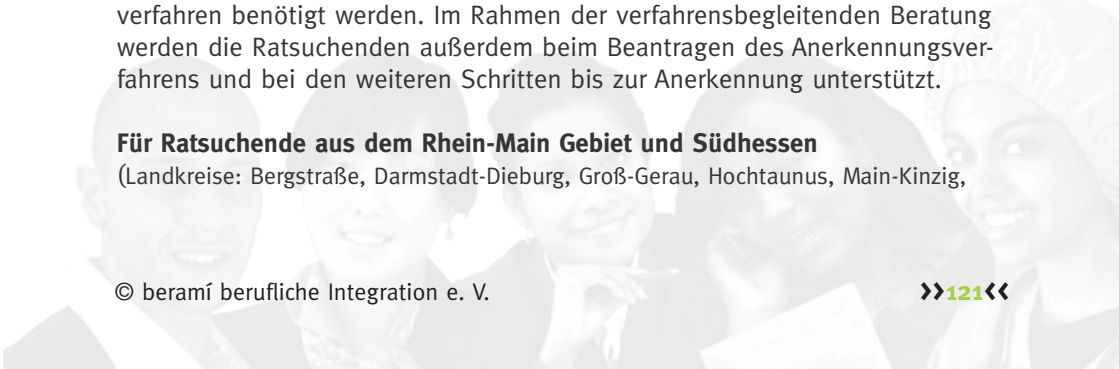 verfahren benötigt werden. Im Rahmen der verfahrensbegleitenden Beratung
werden die Ratsuchenden außerdem beim Beantragen des Anerkennungsver-
fahrens und bei den weiteren Schritten bis zur Anerkennung unterstützt.
Für Ratsuchende aus dem Rhein-Main Gebiet und Südhessen
(Landkreise: Bergstraße, Darmstadt-Dieburg, Groß-Gerau, Hochtaunus, Main-Kinzig,
© beramí berufliche Integration e. V.
››121‹‹